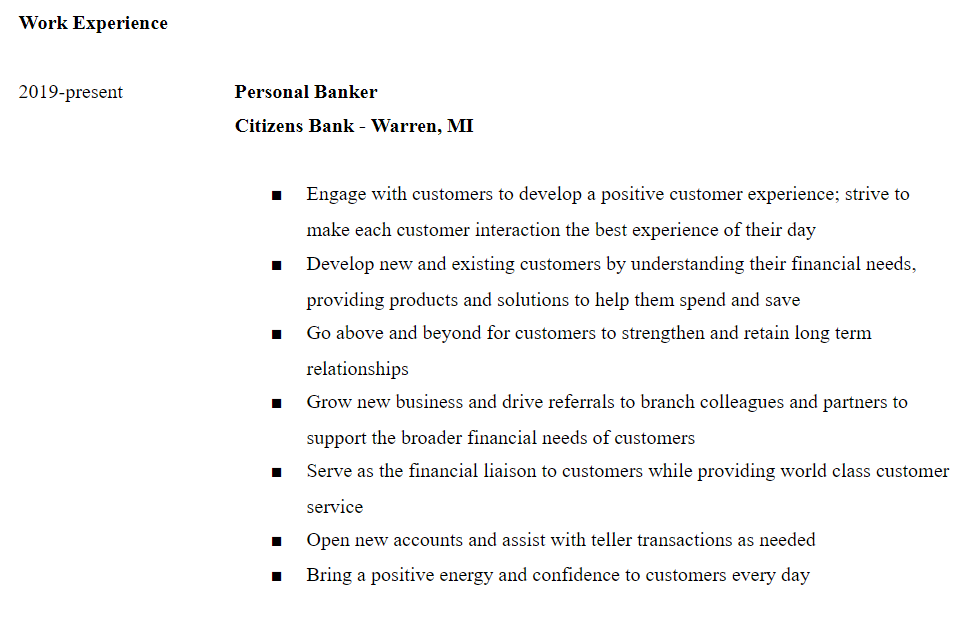 Work Experience
2019-present
Personal Banker
Citizens Bank - Warren, MI
■ Engage with customers to develop a positive customer experience; strive to
make each customer interaction the best experience of their day
■ Develop new and existing customers by understanding their financial needs,
providing products and solutions to help them spend and save
■ Go above and beyond for customers to strengthen and retain long term
relationships
■ Grow new business and drive referrals to branch colleagues and partners to
support the broader financial needs of customers
■ Serve as the financial liaison to customers while providing world class customer
service
■ Open new accounts and assist with teller transactions as needed
■ Bring a positive energy and confidence to customers every day